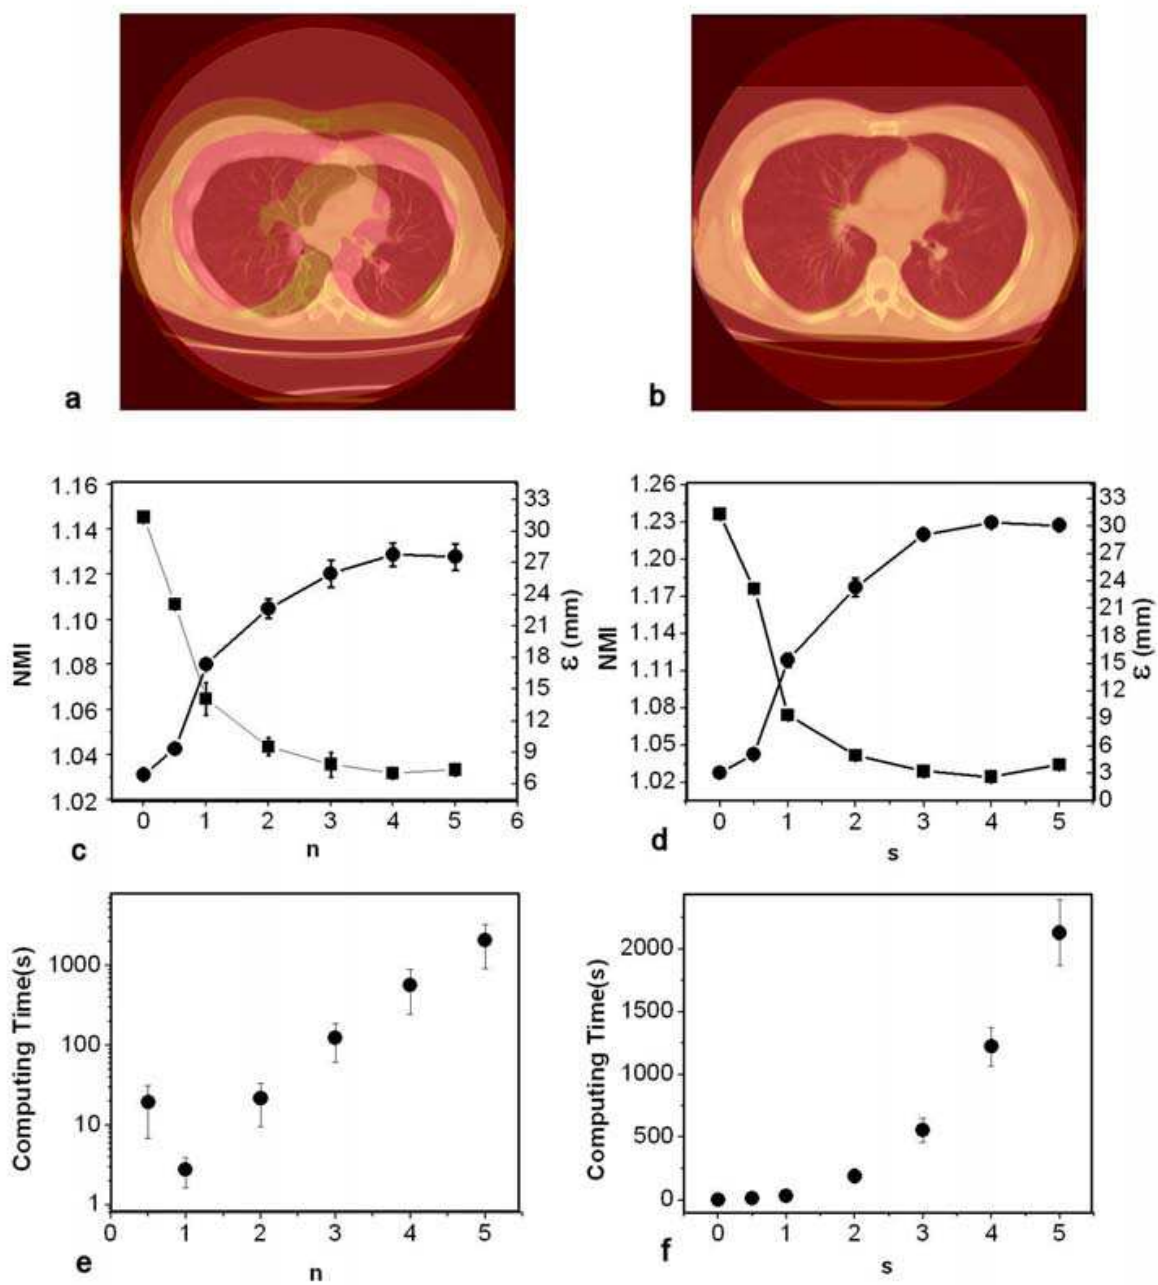 a
b
1.16
1.14
1.12
1.10
1.08
1.06
1.04
1.02
NMI
33
30
27
24
21
18
15
12
9
6
ε (mm)
0 1 2 3 4 5 6
c
n
1.26
1.23
1.20
1.17
1.14
1.11
1.08
1.05
1.02
NMI
33
30
27
24
21
18
15
12
9
6
3
0
ε (mm)
0 1 2 3 4 5
d
s
1000
100
10
1
Computing Time(s)
0 1 2 3 4 5
e
n
2000
1500
1000
500
0
Computing Time(s)
0 1 2 3 4 5
f
s